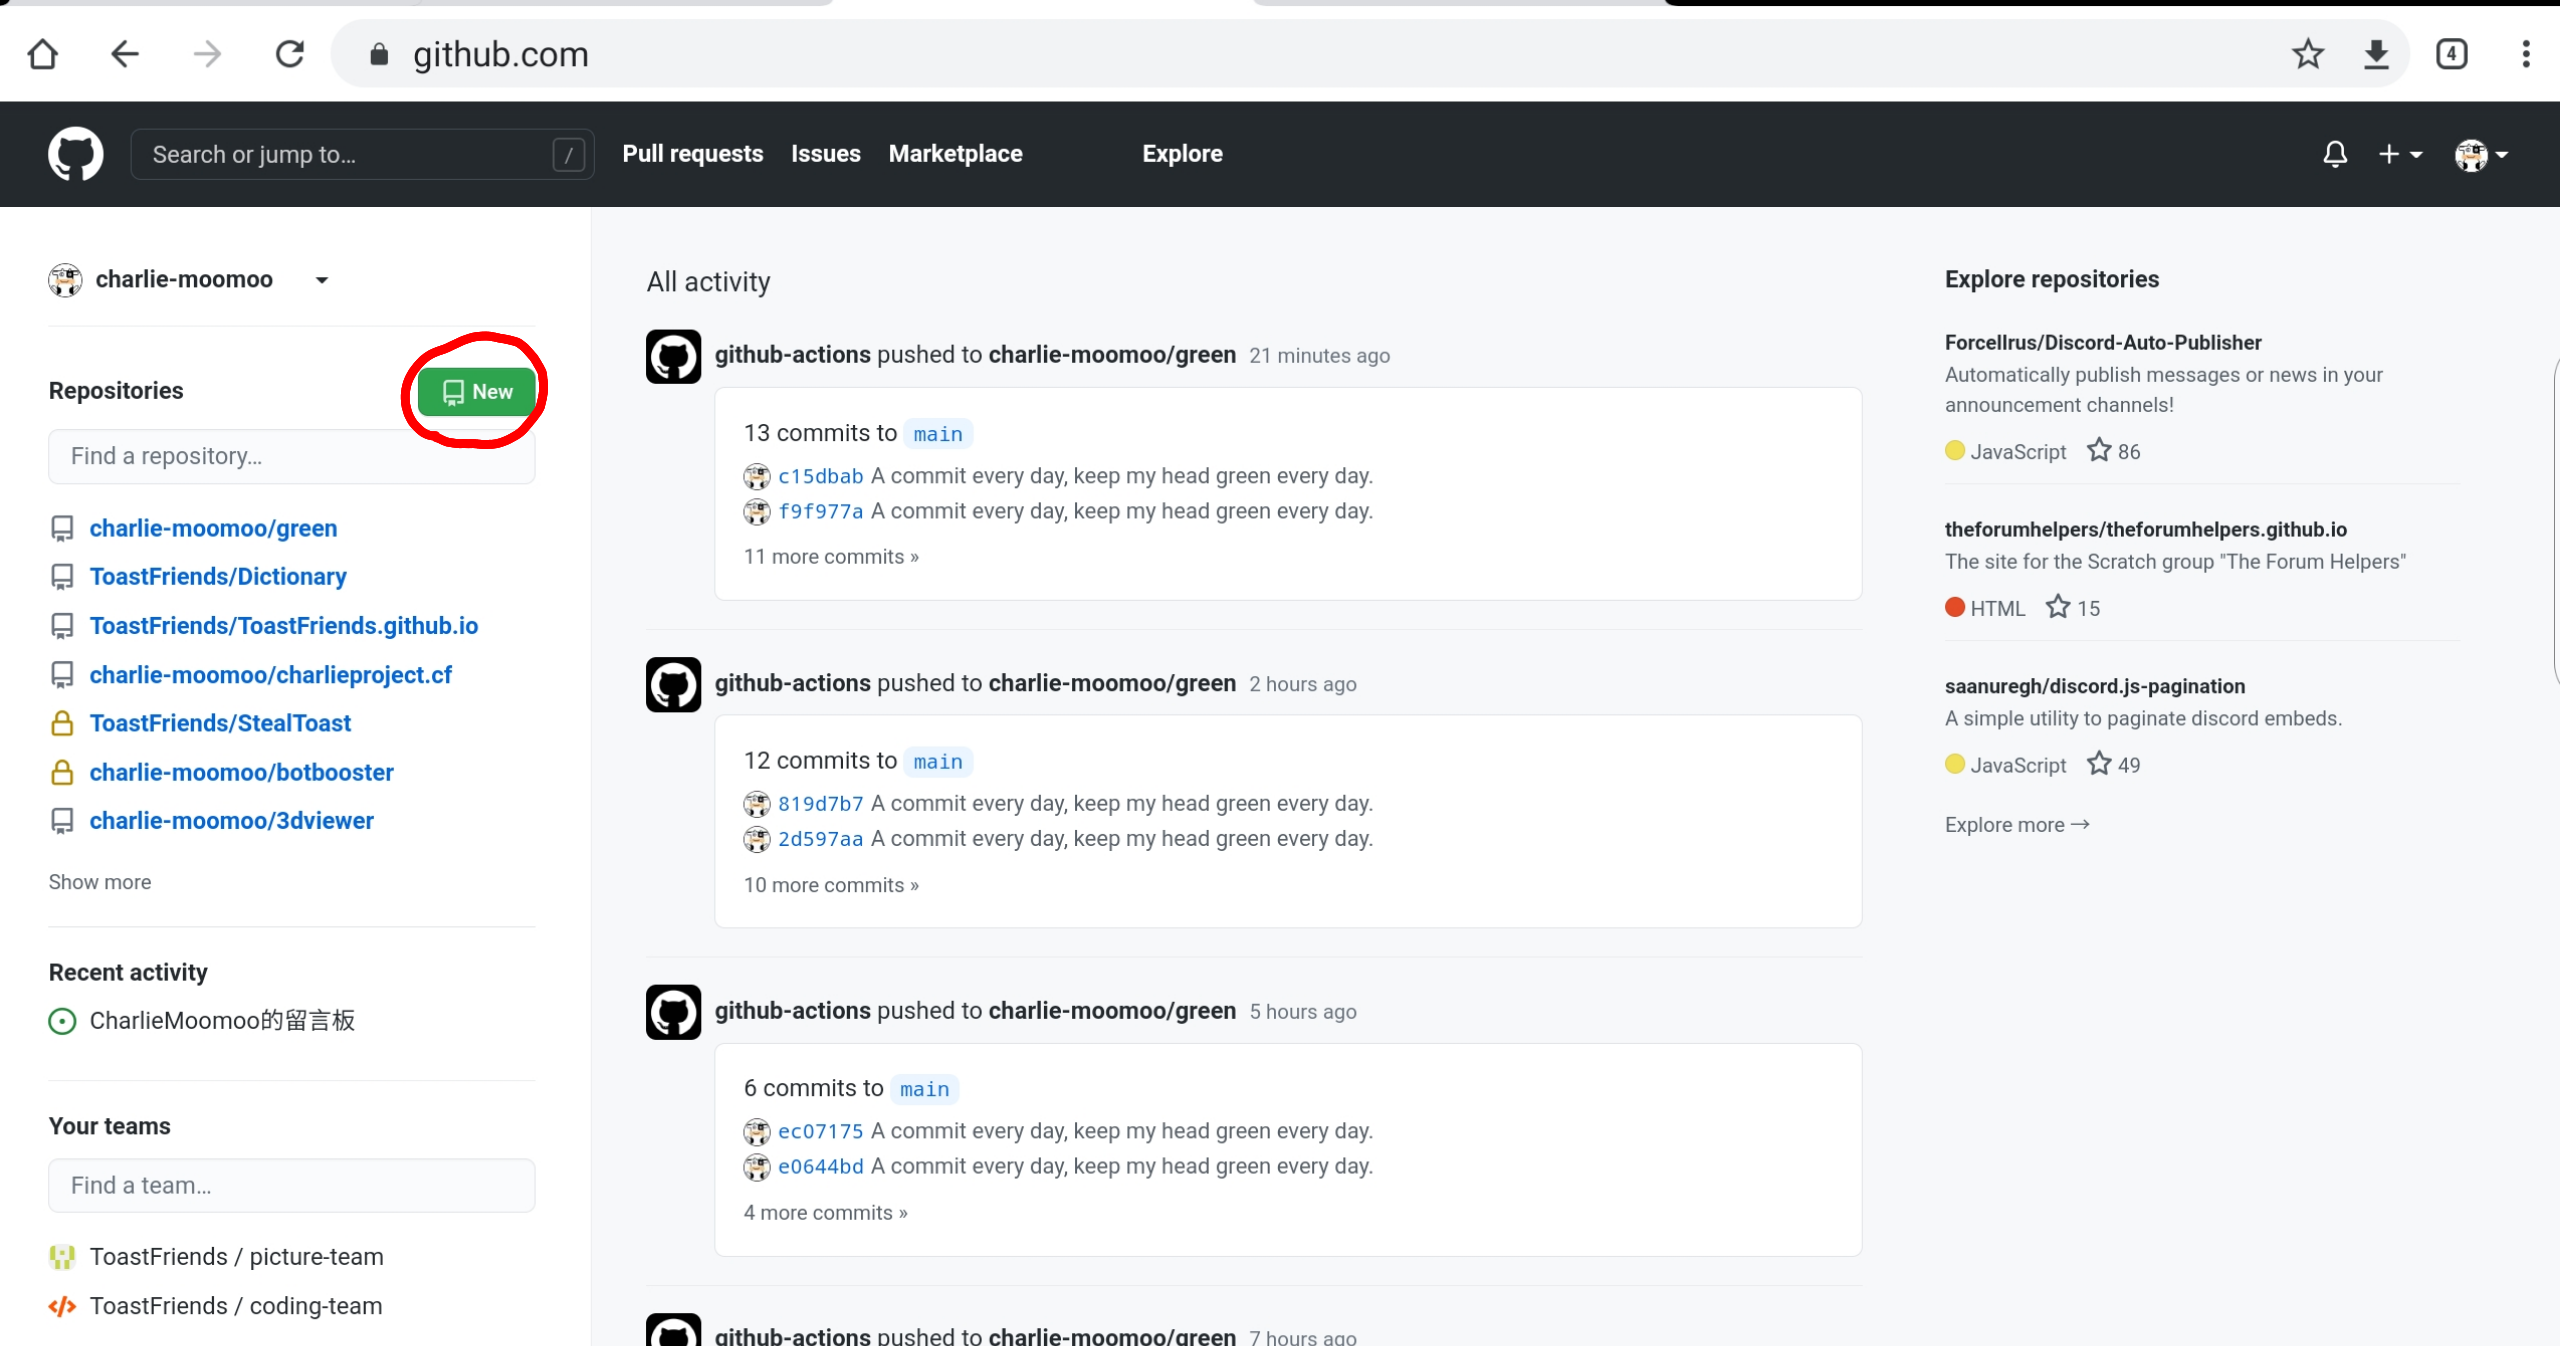 github.com
4
Search or jump to…
/
Pull requests
Issues
Marketplace
Explore
charlie-moomoo
Repositories
New
Find a repository…
charlie-moomoo/green
ToastFriends/Dictionary
ToastFriends/ToastFriends.github.io
charlie-moomoo/charlieproject.cf
ToastFriends/StealToast
charlie-moomoo/botbooster
charlie-moomoo/3dviewer
Show more
Recent activity
CharlieMoomoo的留言板
Your teams
Find a team…
ToastFriends / picture-team
ToastFriends / coding-team
All activity
github-actions pushed to charlie-moomoo/green 21 minutes ago
13 commits to main
c15dbab A commit every day, keep my head green every day.
f9f977a A commit every day, keep my head green every day.
11 more commits »
github-actions pushed to charlie-moomoo/green 2 hours ago
12 commits to main
819d7b7 A commit every day, keep my head green every day.
2d597aa A commit every day, keep my head green every day.
10 more commits »
github-actions pushed to charlie-moomoo/green 5 hours ago
6 commits to main
ec07175 A commit every day, keep my head green every day.
e0644bd A commit every day, keep my head green every day.
4 more commits »
github-actions pushed to charlie-moomoo/green 7 hours ago
Explore repositories
Forcellrus/Discord-Auto-Publisher
Automatically publish messages or news in your
announcement channels!
JavaScript 86
theforumhelpers/theforumhelpers.github.io
The site for the Scratch group "The Forum Helpers"
HTML 15
saanuregh/discord.js-pagination
A simple utility to paginate discord embeds.
JavaScript 49
Explore more →